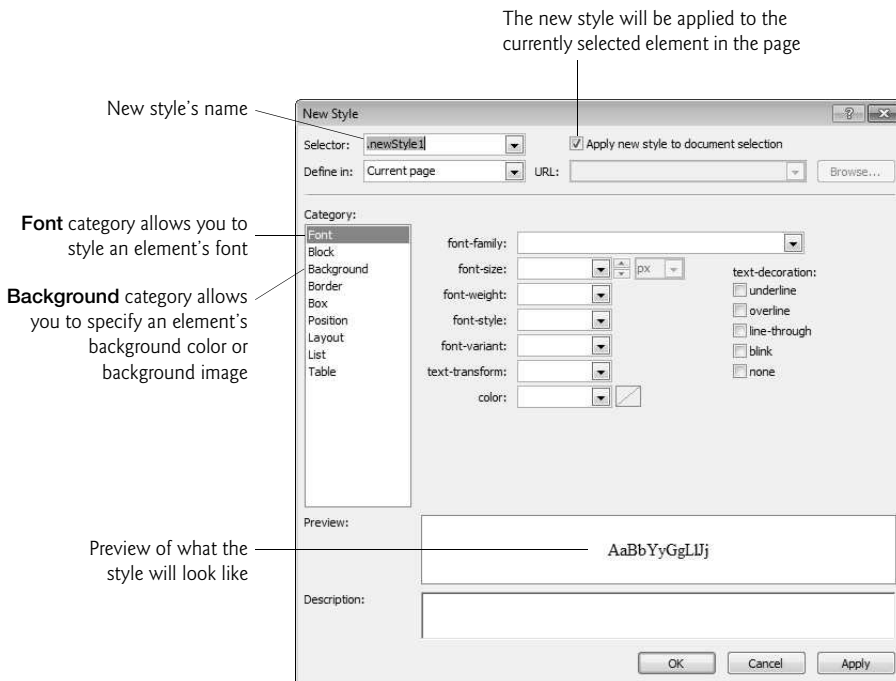 The new style will be applied to the
currently selected element in the page
New style's name
New Style
Selector: .newStyle1
Apply new style to document selection
Define in: Current page
URL:
Browse...
Category:
Font category allows you to
style an element's font
Background category allows
you to specify an element's
background color or
background image
Font
Block
Background
Border
Box
Position
Layout
List
Table
font-family:
font-size:
px
font-weight:
font-style:
font-variant:
text-transform:
color:
text-decoration:
underline
overline
line-through
blink
none
Preview:
Preview of what the
style will look like
AaBbYyGgLlJj
Description:
OK
Cancel
Apply